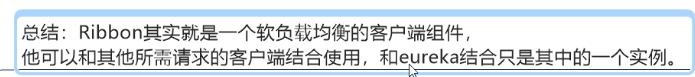 总结：Ribbon其实就是一个软负载均衡的客户端组件，
他可以和其他所需请求的客户端结合使用，和eureka结合只是其中的一个实例。